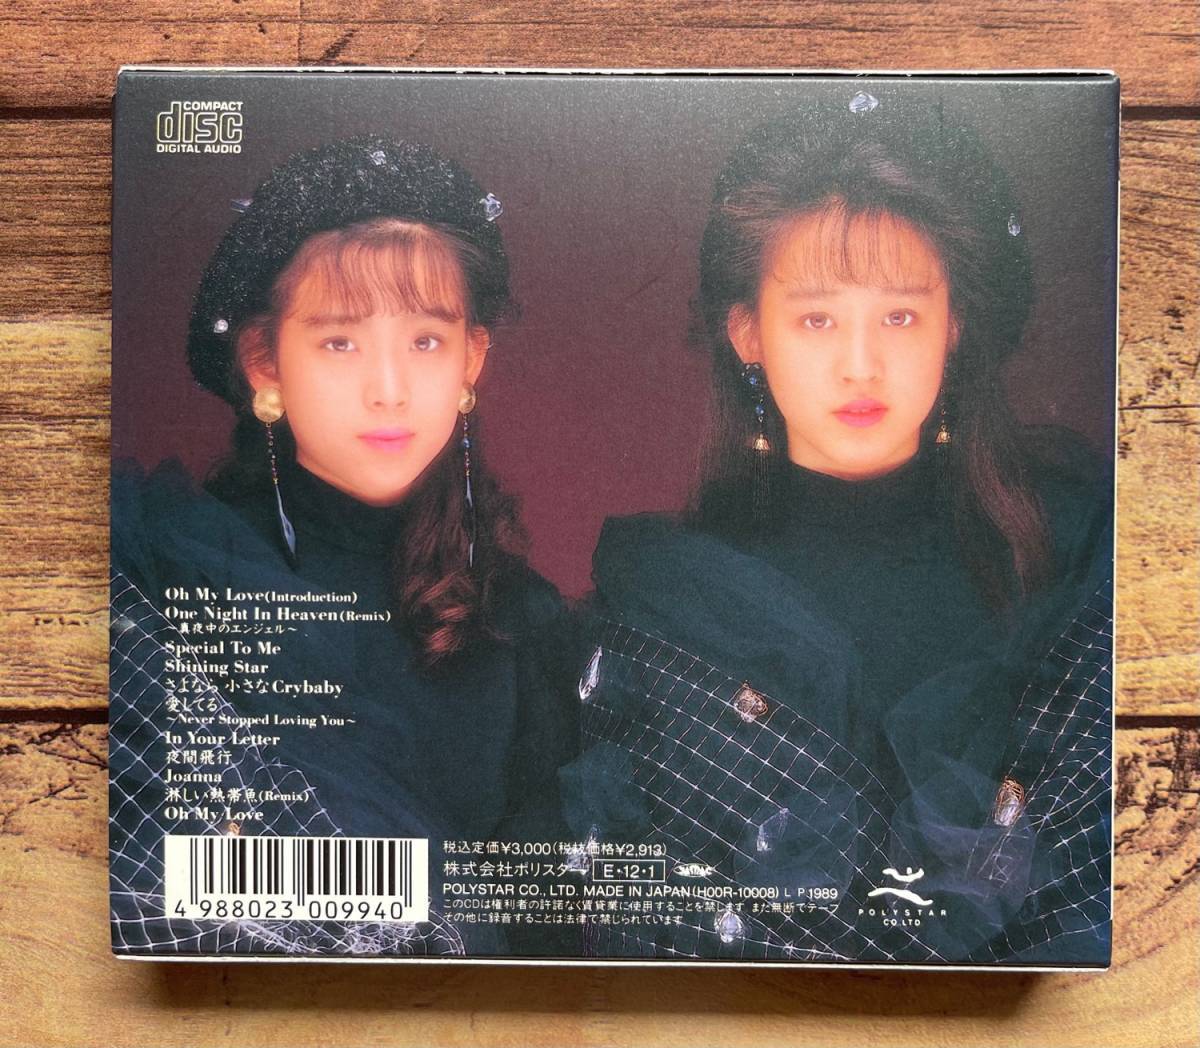 COMPACT
disc
DIGITAL AUDIO
Oh My Love(Introduction)
One Night In Heaven(Remix)
~真夜中のエンジェル~
Special To Me
Shining Star
さよなら 小さなCrybaby
愛してる
~Never Stopped Loving You~
In Your Letter
夜間飛行
Joanna
淋しい熱帯魚(Remix)
Oh My Love
4 988023 009940
税込定価¥3,000(税抜価格¥2,913)
株式会社ポリスター E・12・1
POLYSTAR CO., LTD. MADE IN JAPAN(H00R-10008) L P 1989
このCDは権利者の許諾なく賃貸業に使用することを禁じます。また無断でテープ
その他に録音することは法律で禁じられています。
POLYSTAR
CO.LTD